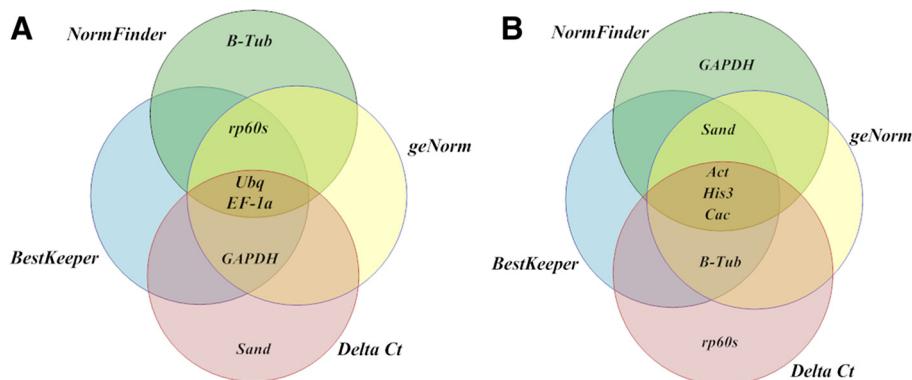 A
NormFinder
B-Tub
rp60s
geNorm
Ubq
EF-1a
BestKeeper
GAPDH
Sand
Delta Ct
B
NormFinder
GAPDH
Sand
geNorm
Act
His3
Cac
BestKeeper
B-Tub
rp60s
Delta Ct